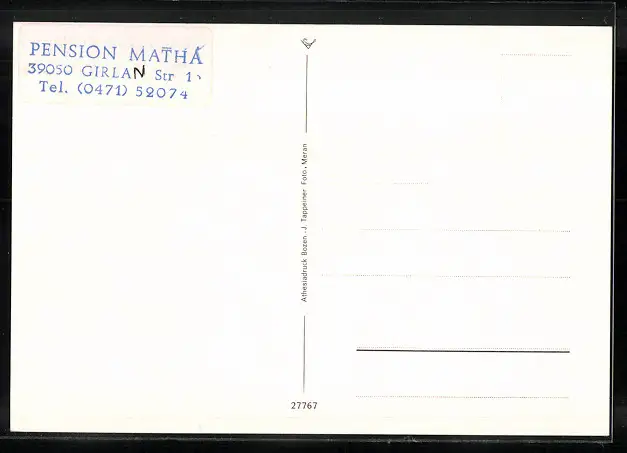 PENSION MATHÁ
39050 GIRLAN Str 1
Tel. (0471) 52074
Athesiadruck Bozen. J. Tappeiner Foto, Meran
27767